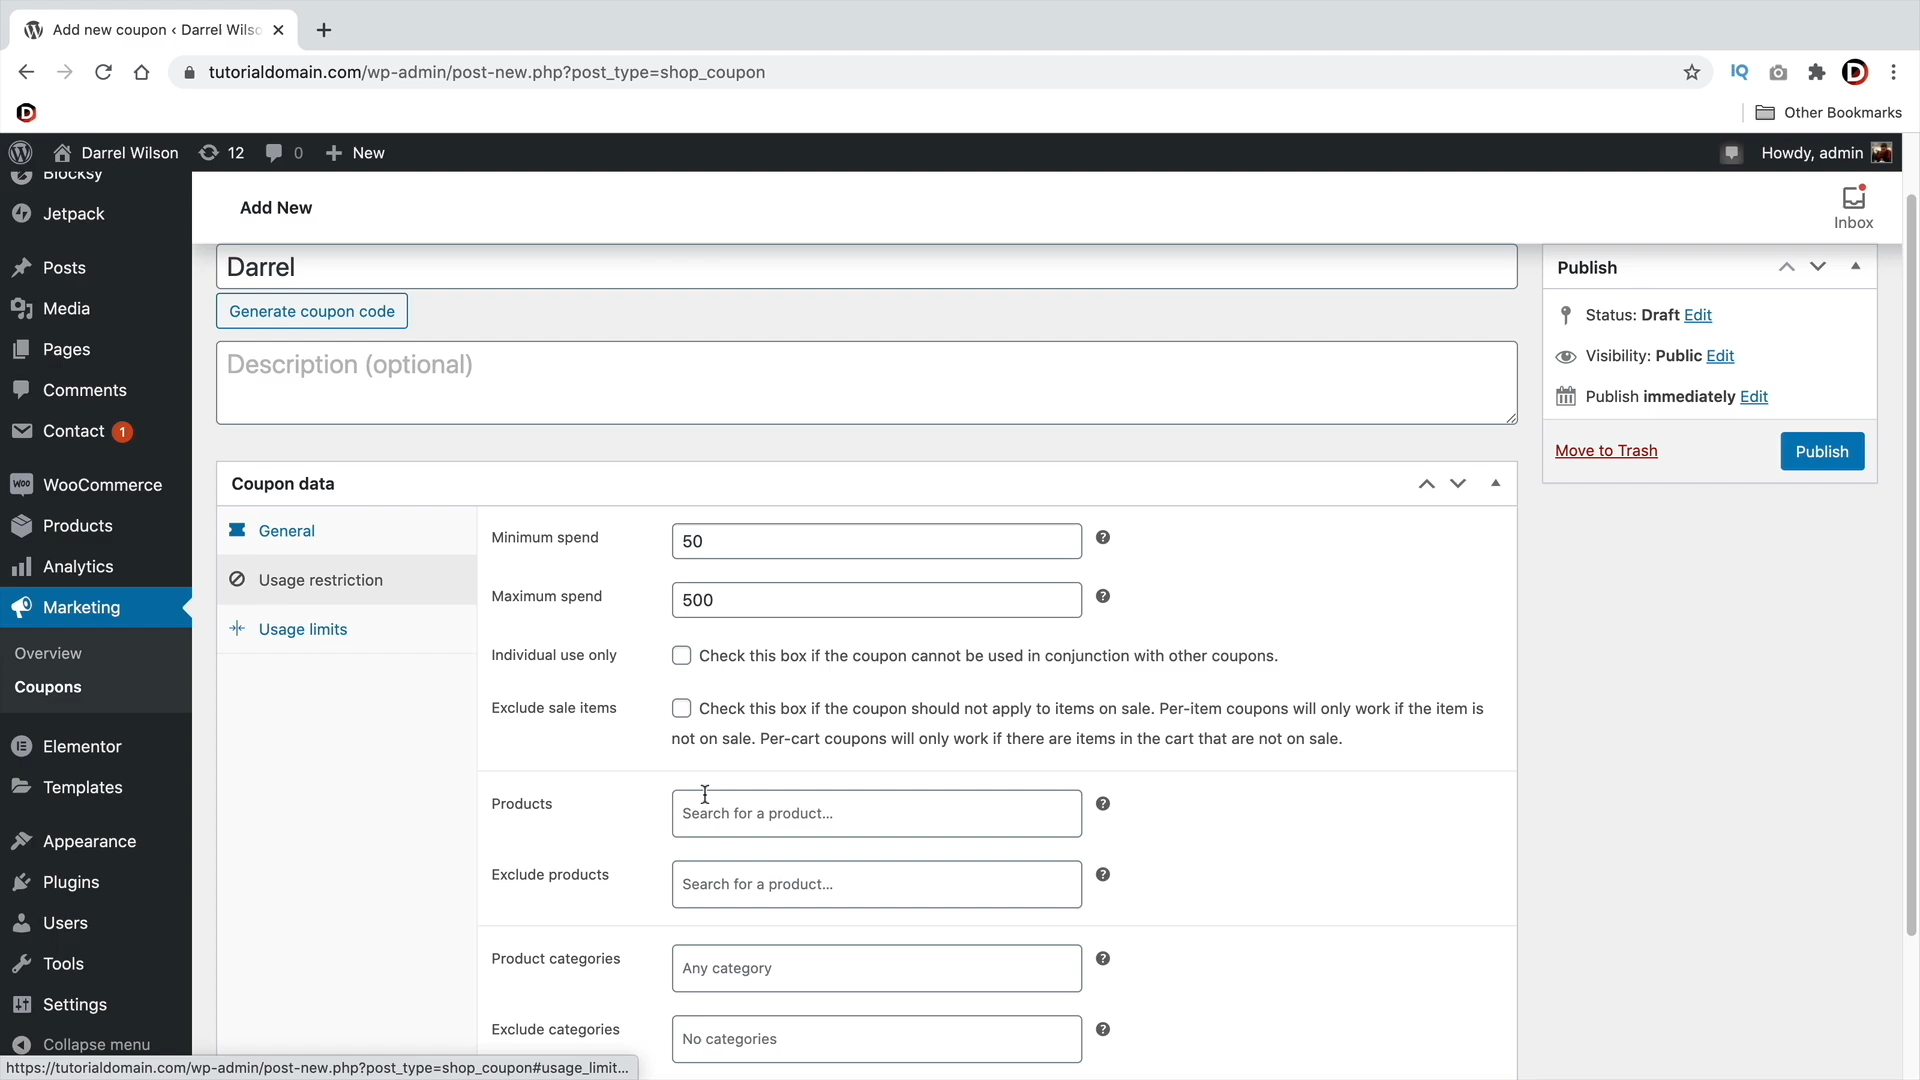 Add new coupon ‹ Darrel Wilso
tutorialdomain.com/wp-admin/post-new.php?post_type=shop_coupon
IQ
D
D
Other Bookmarks
Darrel Wilson
12
0
New
Howdy, admin
Blocksy
Jetpack
Posts
Media
Pages
Comments
Contact 1
WooCommerce
Products
Analytics
Marketing
Overview
Coupons
Elementor
Templates
Appearance
Plugins
Users
Tools
Settings
Collapse menu
Add New
Inbox
Darrel
Generate coupon code
Description (optional)
Coupon data
General
Usage restriction
Usage limits
Minimum spend
50
Maximum spend
500
Individual use only
Check this box if the coupon cannot be used in conjunction with other coupons.
Exclude sale items
Check this box if the coupon should not apply to items on sale. Per-item coupons will only work if the item is
not on sale. Per-cart coupons will only work if there are items in the cart that are not on sale.
Products
Search for a product...
Exclude products
Search for a product...
Product categories
Any category
Exclude categories
No categories
Publish
Status: Draft Edit
Visibility: Public Edit
Publish immediately Edit
Move to Trash
Publish
https://tutorialdomain.com/wp-admin/post-new.php?post_type=shop_coupon#usage_limit...